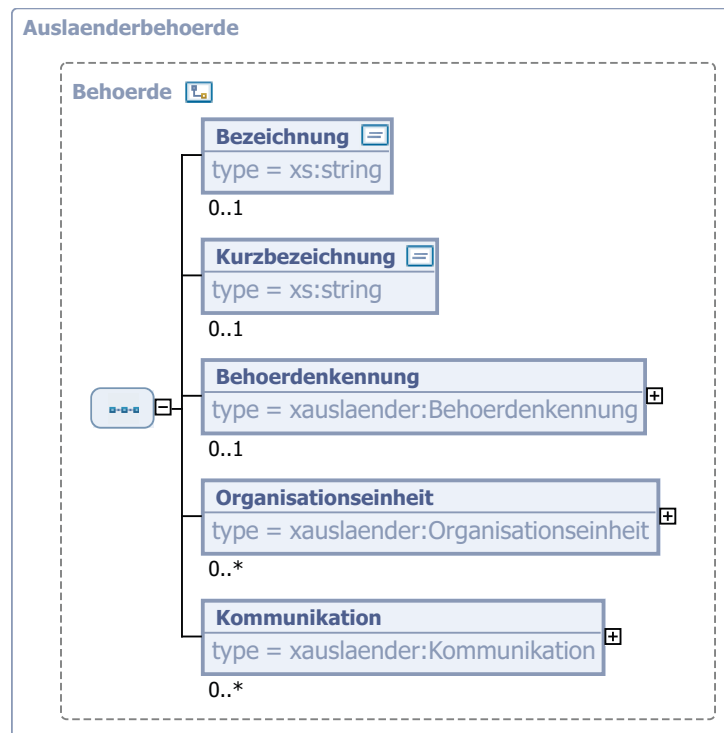 Auslaenderbehoerde
Behoerde
Bezeichnung
type = xs:string
0..1
Kurzbezeichnung
type = xs:string
0..1
Behoerdenkennung
type = xauslaender:Behoerdenkennung
0..1
Organisationseinheit
type = xauslaender:Organisationseinheit
0..*
Kommunikation
type = xauslaender:Kommunikation
0..*